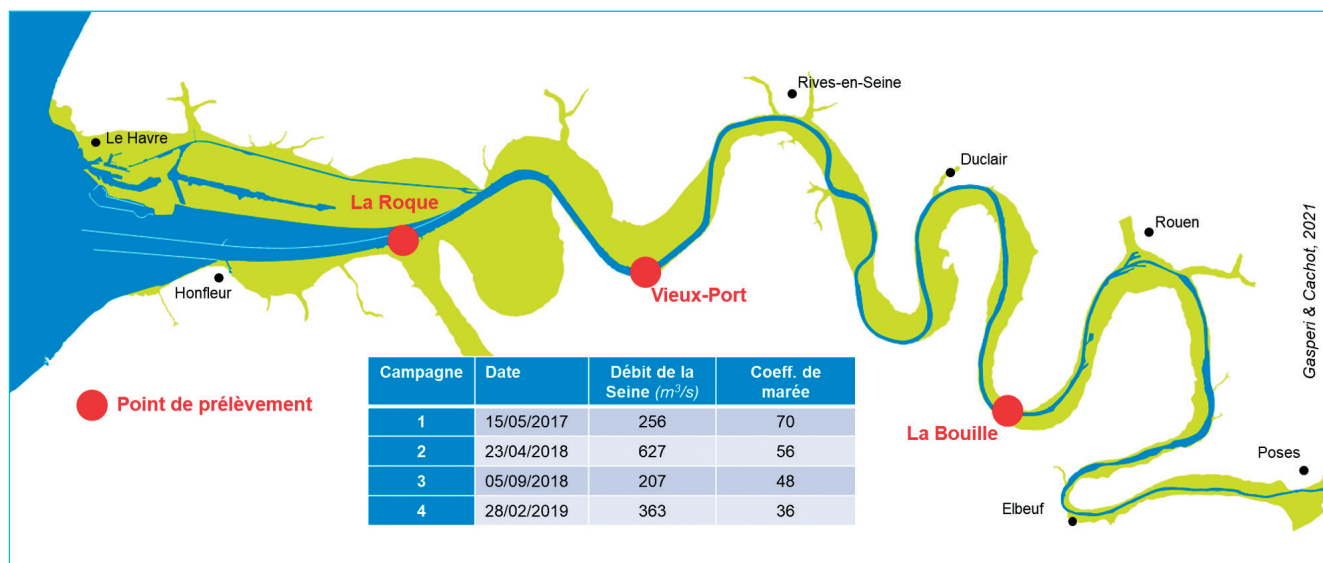 Rives-en-Seine
Le Havre
Duclair
La Roque
Rouen
Honfleur
Vieux-Port
Gasperi & Cachot, 2021
Point de prélèvement
La Bouille
Poses
Elbeuf
Campagne Date Débit de la Seine (m³/s) Coeff. de marée
1 15/05/2017 256 70
2 23/04/2018 627 56
3 05/09/2018 207 48
4 28/02/2019 363 36